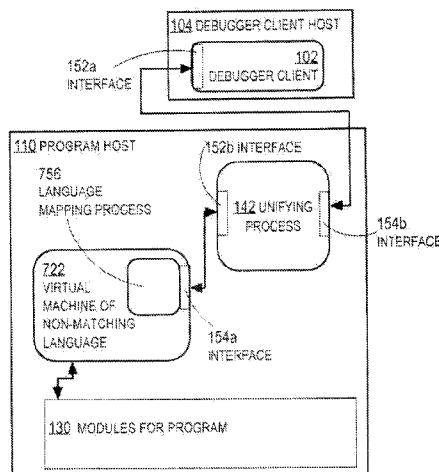 104 DEBUGGER CLIENT HOST
152a
INTERFACE
102
DEBUGGER CLIENT
110 PROGRAM HOST
152b INTERFACE
756
LANGUAGE
MAPPING PROCESS
142 UNIFYING
PROCESS
154b
INTERFACE
722
VIRTUAL
MACHINE OF
NON-MATCHING
LANGUAGE
154a
INTERFACE
130 MODULES FOR PROGRAM